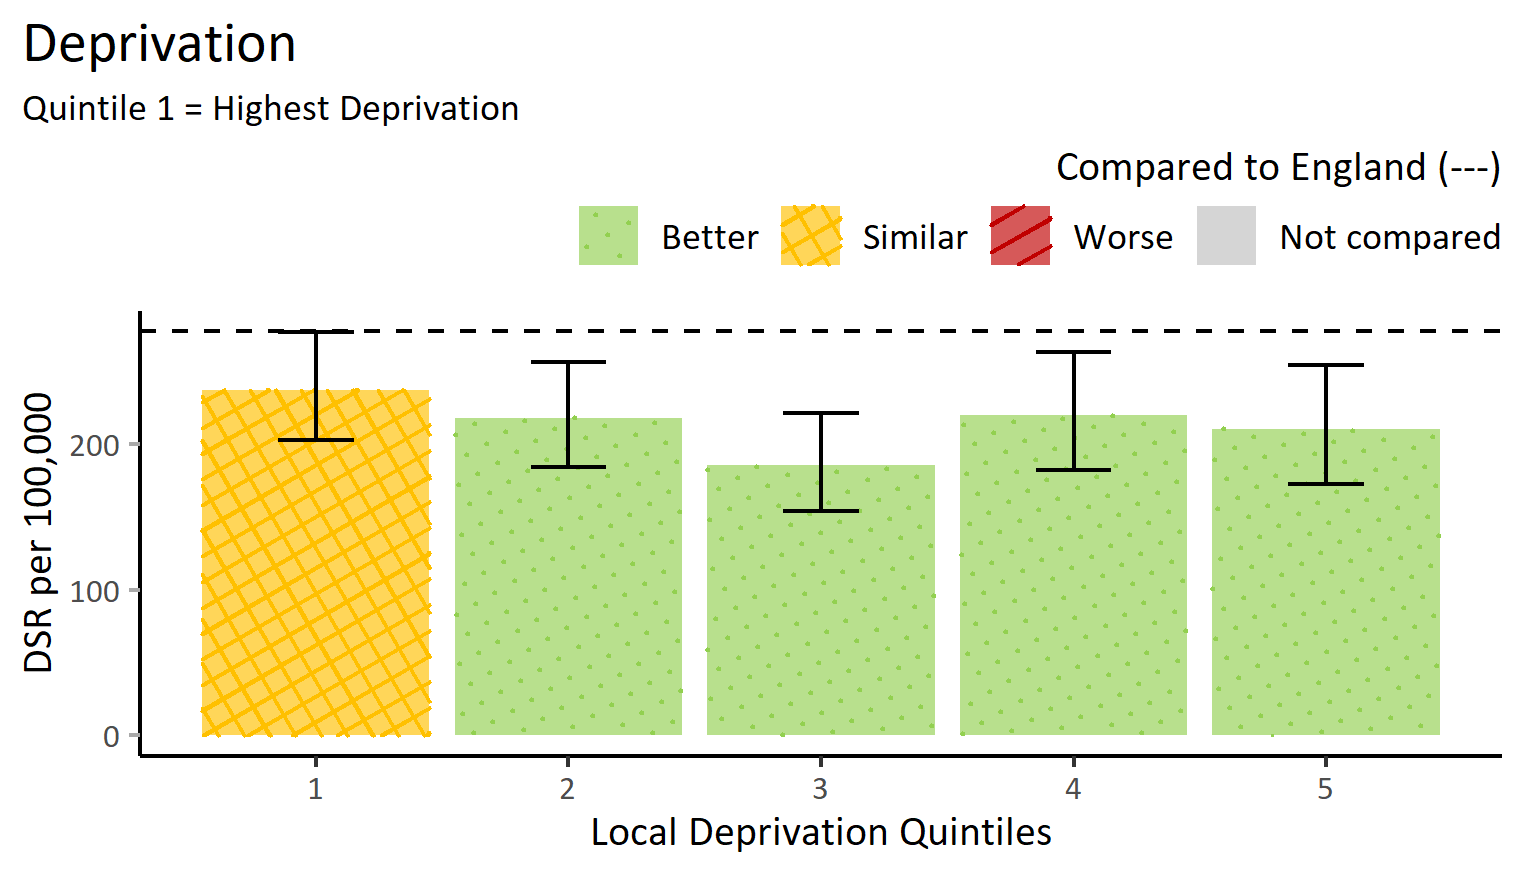 Deprivation
Quintile 1 = Highest Deprivation
Compared to England (---)
Better Similar Worse Not compared
DSR per 100,000
200
100
0
1 2 3 4 5
Local Deprivation Quintiles